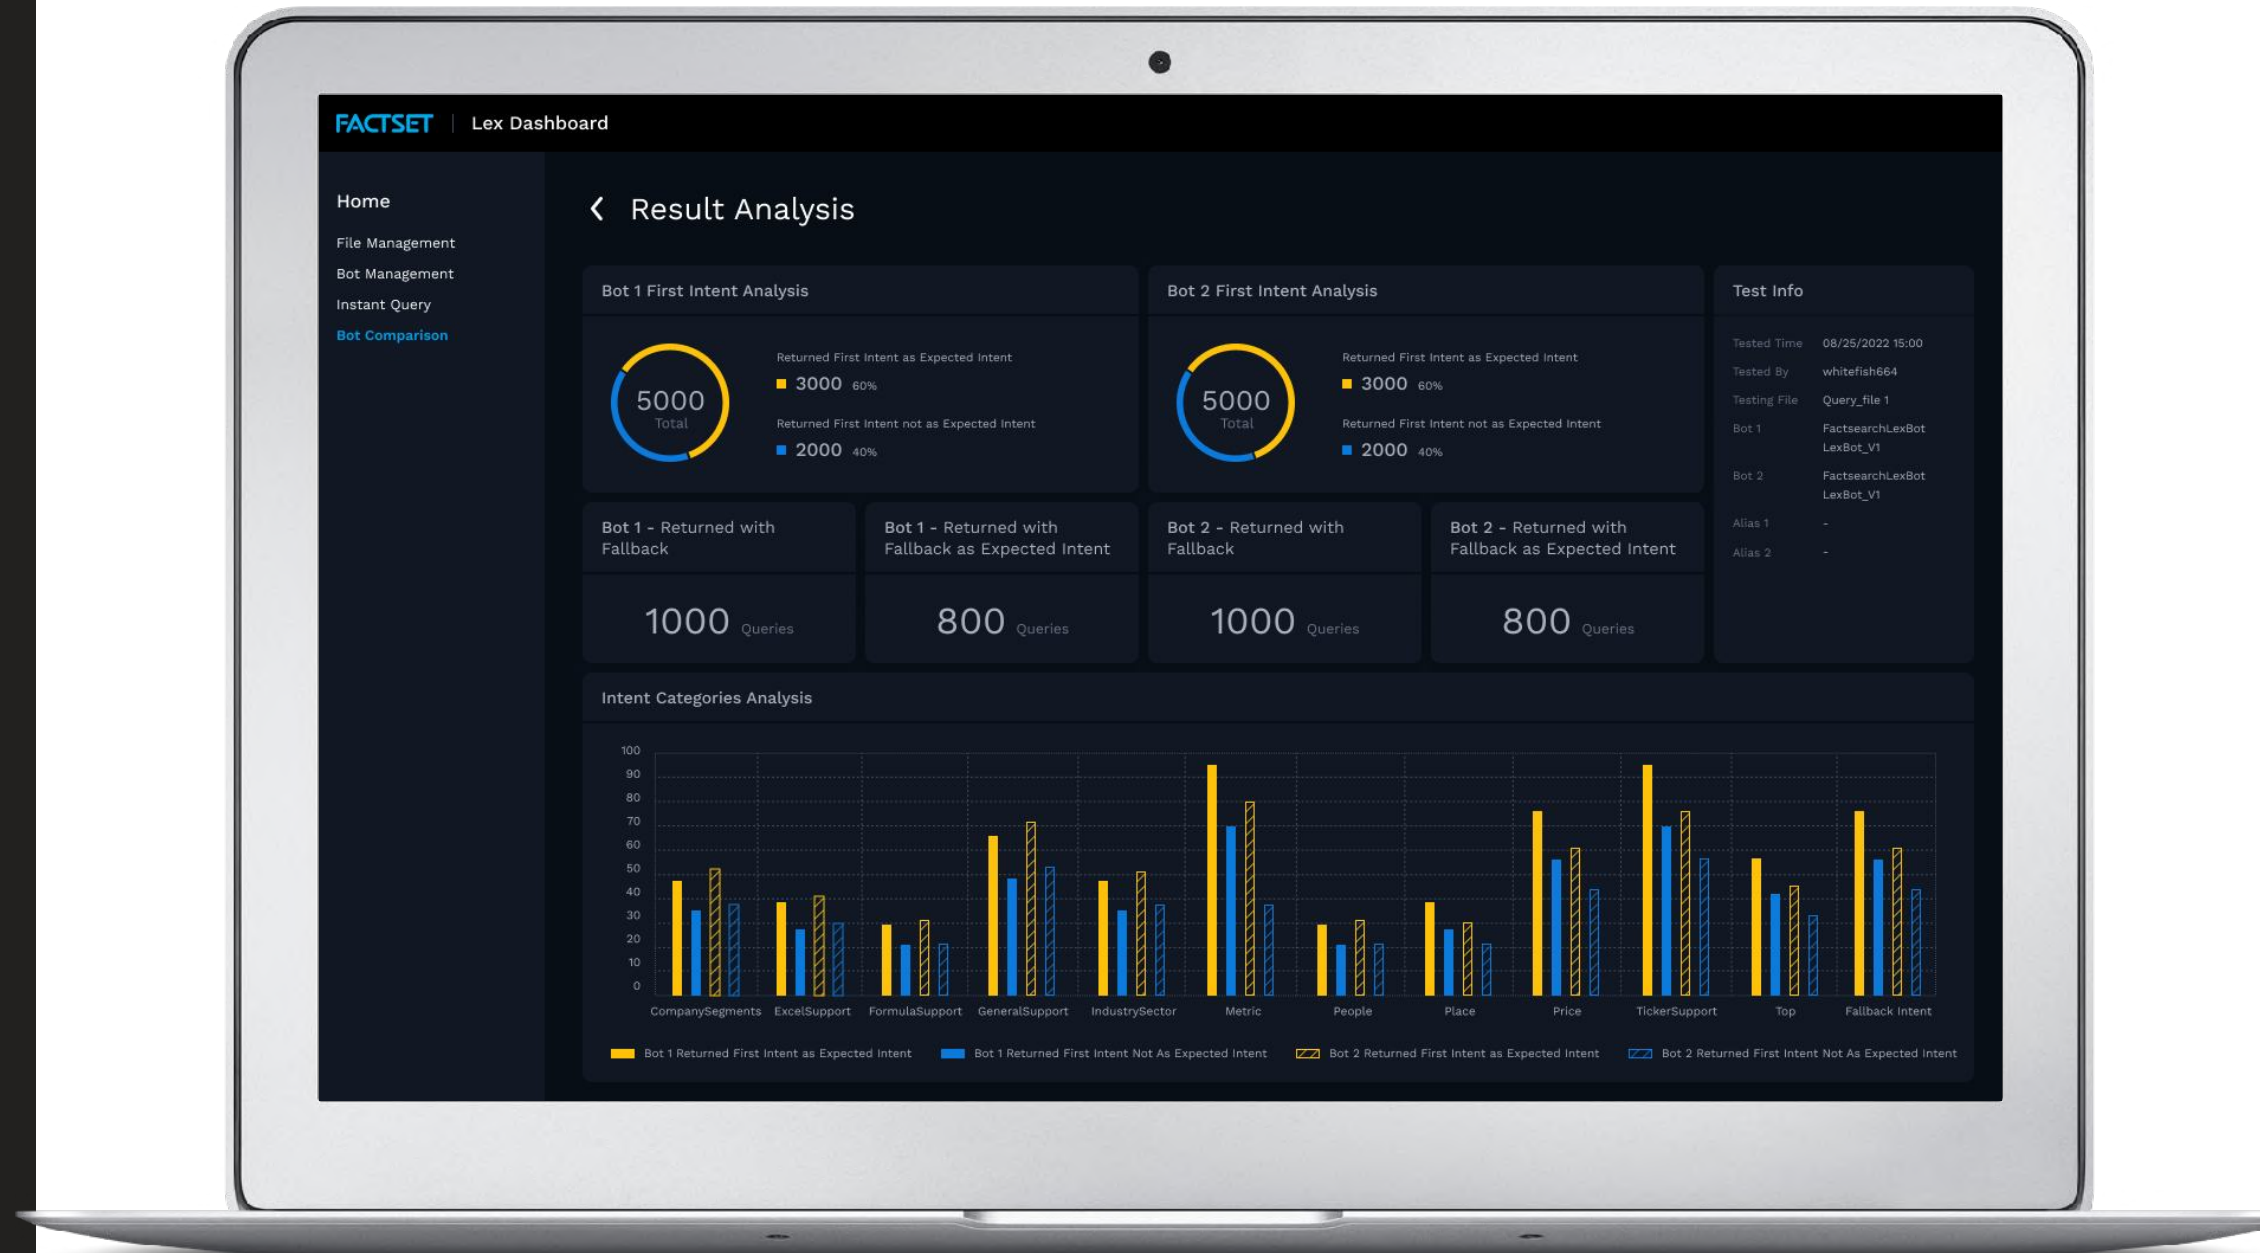 FACTSET
Lex Dashboard
Home
File Management
Bot Management
Instant Query
Bot Comparison
Result Analysis
Bot 1 First Intent Analysis
5000
Total
Returned First Intent as Expected Intent
3000 60%
Returned First Intent not as Expected Intent
2000 40%
Bot 2 First Intent Analysis
5000
Total
Returned First Intent as Expected Intent
3000 60%
Returned First Intent not as Expected Intent
2000 40%
Test Info
Tested Time 08/25/2022 15:00
Tested By whitefish664
Testing File Query_file 1
Bot 1 FactsearchLexBot
LexBot_V1
Bot 2 FactsearchLexBot
LexBot_V1
Alias 1 -
Alias 2 -
Bot 1 - Returned with
Fallback
1000 Queries
Bot 1 - Returned with
Fallback as Expected Intent
800 Queries
Bot 2 - Returned with
Fallback
1000 Queries
Bot 2 - Returned with
Fallback as Expected Intent
800 Queries
Intent Categories Analysis
100
90
80
70
60
50
40
30
20
10
0
CompanySegments ExcelSupport FormulaSupport GeneralSupport IndustrySector Metric People Place Price TickerSupport Top Fallback Intent
Bot 1 Returned First Intent as Expected Intent
Bot 1 Returned First Intent Not As Expected Intent
Bot 2 Returned First Intent as Expected Intent
Bot 2 Returned First Intent Not As Expected Intent